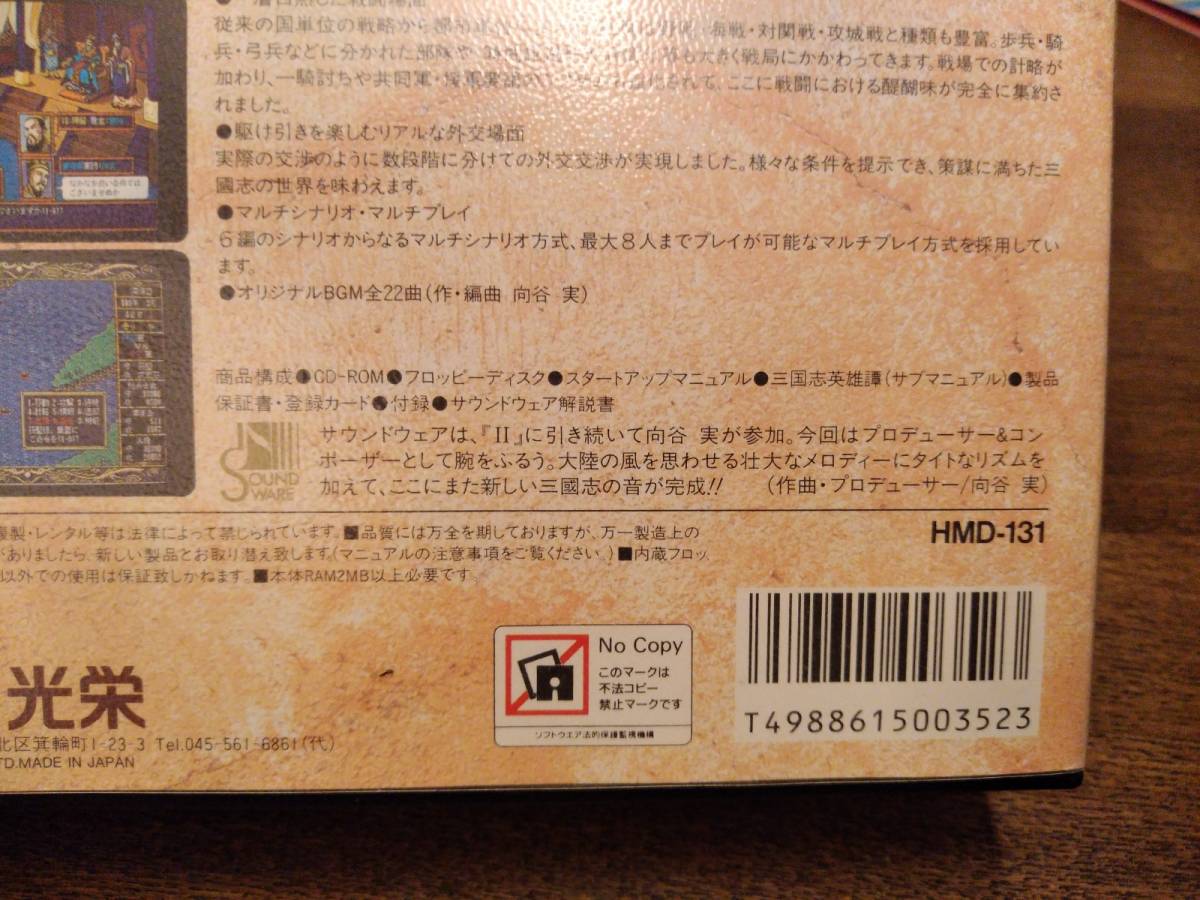 従来の国単位の戦略から都市
海戦・対関戦・攻城戦と種類も豊富。歩兵・騎
兵・弓兵などに分かれた部隊や
も大きく戦局にかかわってきます。戦場での計略が
加わり、一騎討ちや共同軍・
ここに戦闘における醍醐味が完全に集約さ
れました。
●駆け引きを楽しむリアルな外交場面
実際の交渉のように数段階に分けての外交交渉が実現しました。様々な条件を提示でき、策謀に満ちた三
國志の世界を味わえます。
●マルチシナリオ・マルチプレイ
6編のシナリオからなるマルチシナリオ方式、最大8人までプレイが可能なマルチプレイ方式を採用してい
ます。
●オリジナルBGM全22曲(作・編曲 向谷 実)
商品構成●CD-ROM●フロッピーディスク●スタートアップマニュアル●三国志英雄譚(サブマニュアル)●製品
保証書・登録カード●付録●サウンドウェア解説書
SOUND WARE
サウンドウェアは、『II』に引き続いて向谷 実が参加。今回はプロデューサー&コン
ポーザーとして腕をふるう。大陸の風を思わせる壮大なメロディーにタイトなリズムを
加えて、ここにまた新しい三國志の音が完成!! (作曲・プロデューサー/向谷 実)
複製・レンタル等は法律によって禁じられています。■品質には万全を期しておりますが、万一製造上の
がありましたら、新しい製品とお取り替え致します。(マニュアルの注意事項をご覧ください。)■内蔵フロッ
以外での使用は保証致しかねます。■本体RAM2MB以上必要です。
HMD-131
光栄
北区箕輪町1-23-3 Tel.045-561-6861(代)
TD.MADE IN JAPAN
No Copy
このマークは
不法コピー
禁止マークです
ソフトウエア法的保護監視機構
T4988615003523